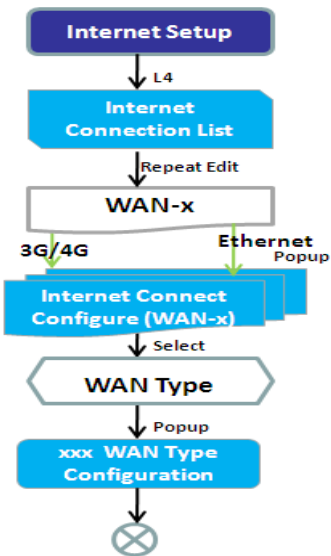 Internet Setup
L4
Internet
Connection List
Repeat Edit
WAN-x
3G/4G
Ethernet
Popup
Internet Connect
Configure (WAN-x)
Select
WAN Type
Popup
xxx WAN Type
Configuration